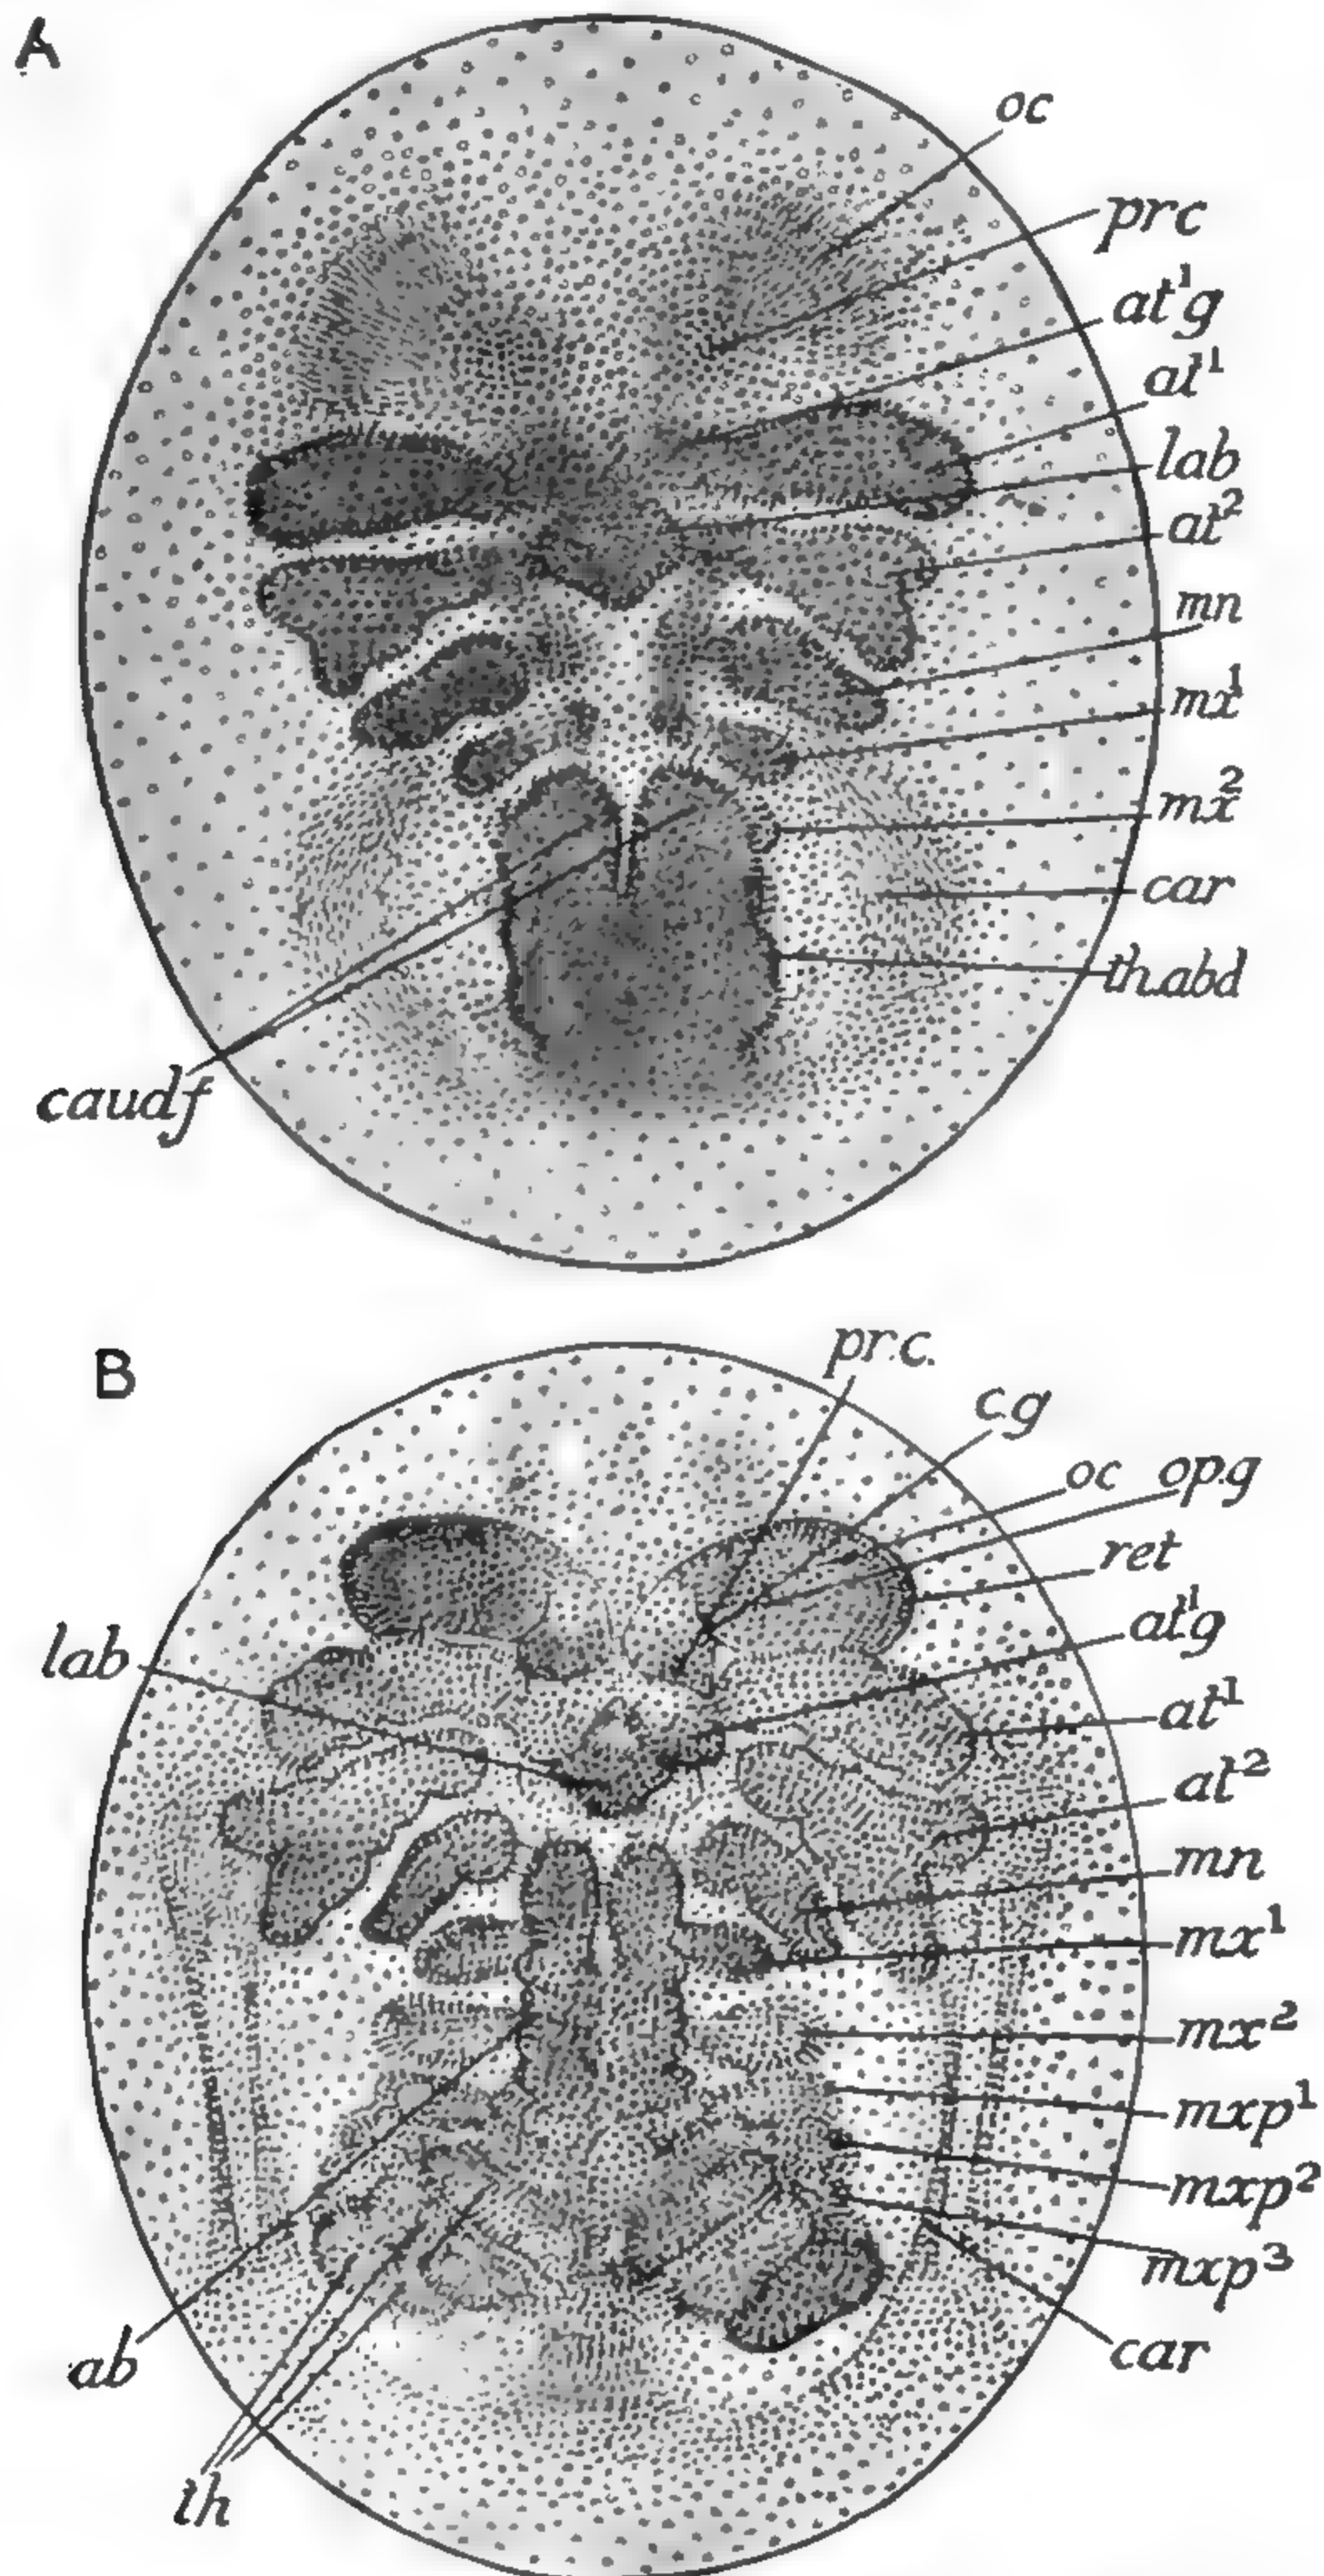 A
oc
prc
at¹g
at¹
lab
at²
mn
mx¹
mx²
car
th.abd
caudf
B
pr.c.
c.g
oc op.g
ret
at¹g
lab
at¹
at²
mn
mx¹
mx²
mxp¹
mxp²
mxp³
car
ab
th